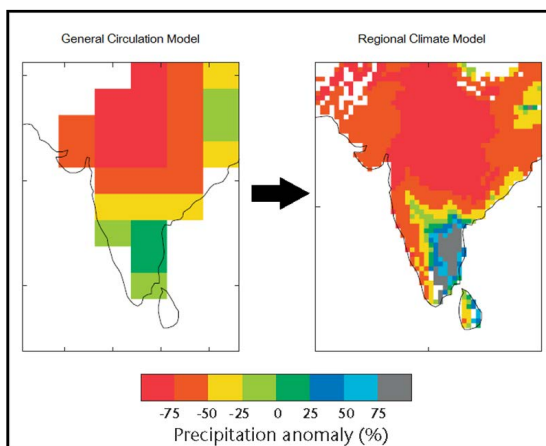 General Circulation Model
Regional Climate Model
-75 -50 -25 0 25 50 75
Precipitation anomaly (%)